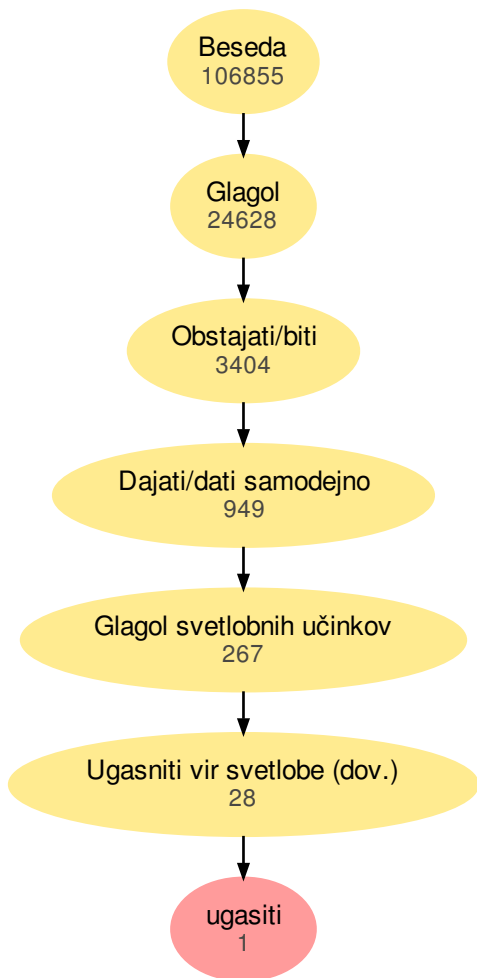 Beseda
106855
Glagol
24628
Obstajati/biti
3404
Dajati/dati samodejno
949
Glagol svetlobnih učinkov
267
Ugasniti vir svetlobe (dov.)
28
ugasiti
1